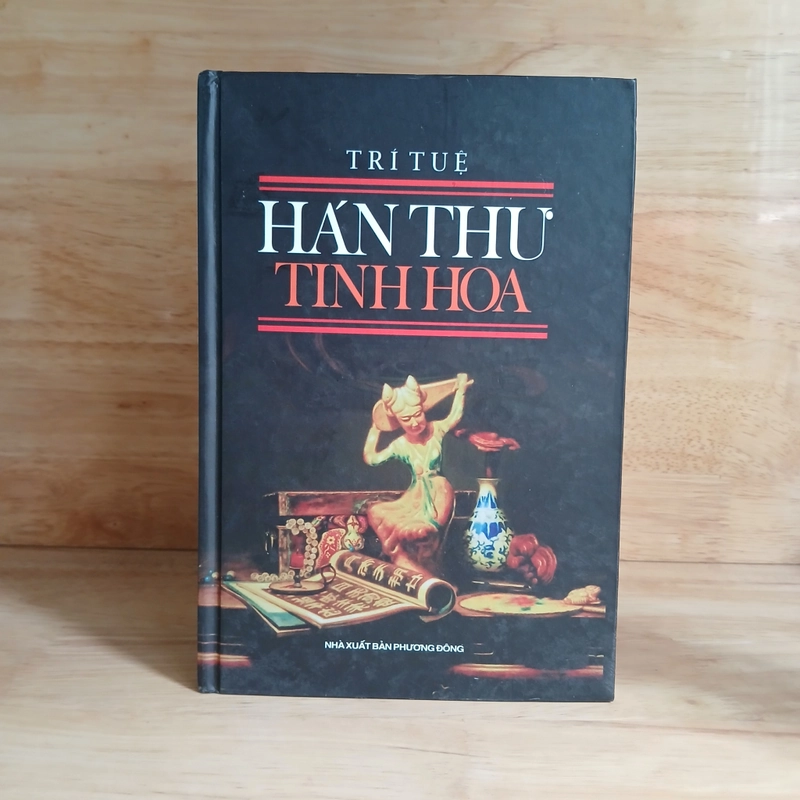 TRÍ TUỆ
HÁN THƯ
TINH HOA
NHÀ XUẤT BẢN PHƯƠNG ĐÔNG